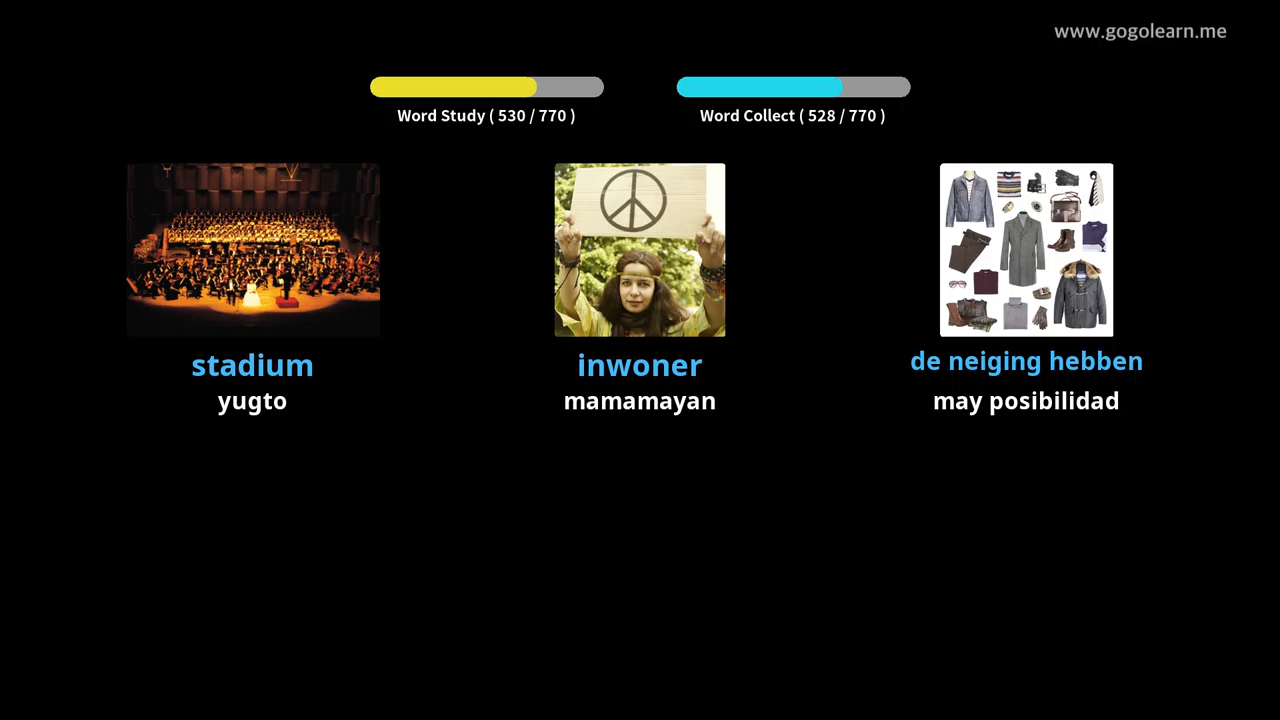 www.gogolearn.me
Word Study ( 530 / 770 )
Word Collect ( 528 / 770 )
stadium
yugto
inwoner
mamamayan
de neiging hebben
may posibilidad